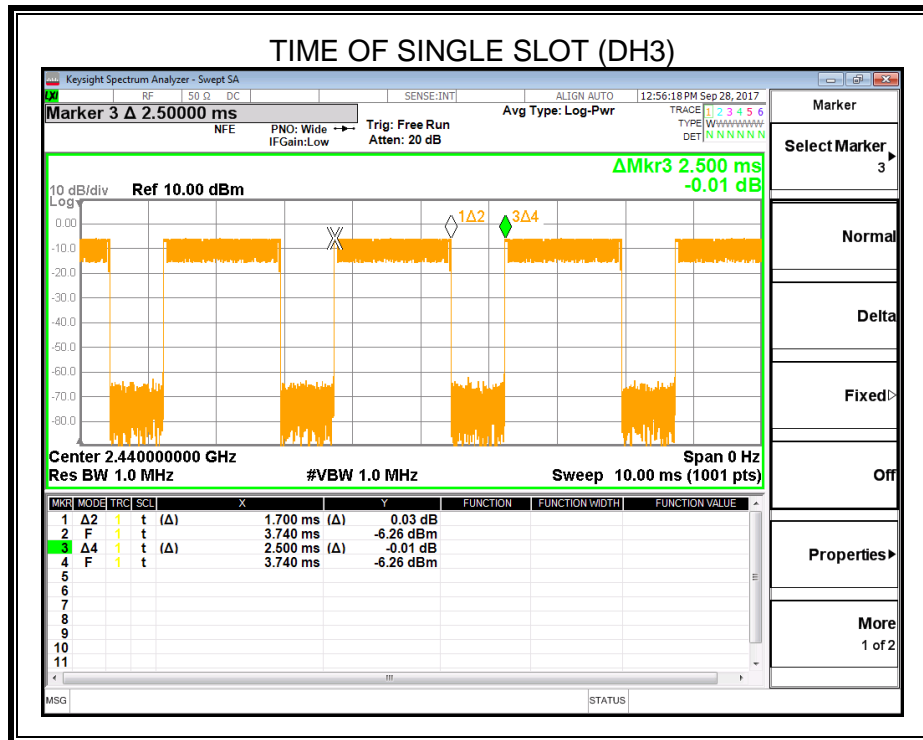 TIME OF SINGLE SLOT (DH3)
Keysight Spectrum Analyzer - Swept SA
LXI RF 50 Ω DC SENSE:INT ALIGN AUTO 12:56:18 PM Sep 28, 2017
Marker 3 Δ 2.50000 ms
NFE
PNO: Wide
IFGain:Low
Trig: Free Run
Atten: 20 dB
Avg Type: Log-Pwr
TRACE 1 2 3 4 5 6
TYPE WWWWWW
DET N N N N N N
ΔMkr3 2.500 ms
-0.01 dB
10 dB/div Ref 10.00 dBm
Log
0.00
-10.0
-20.0
-30.0
-40.0
-50.0
-60.0
-70.0
-80.0
1Δ2
3Δ4
Center 2.440000000 GHz Span 0 Hz
Res BW 1.0 MHz #VBW 1.0 MHz Sweep 10.00 ms (1001 pts)
MKR MODE TRC SCL X Y FUNCTION FUNCTION WIDTH FUNCTION VALUE
1 Δ2 1 t (Δ) 1.700 ms (Δ) 0.03 dB
2 F 1 t 3.740 ms -6.26 dBm
3 Δ4 1 t (Δ) 2.500 ms (Δ) -0.01 dB
4 F 1 t 3.740 ms -6.26 dBm
5
6
7
8
9
10
11
MSG STATUS
Marker
Select Marker
3
Normal
Delta
Fixed
Off
Properties
More
1 of 2